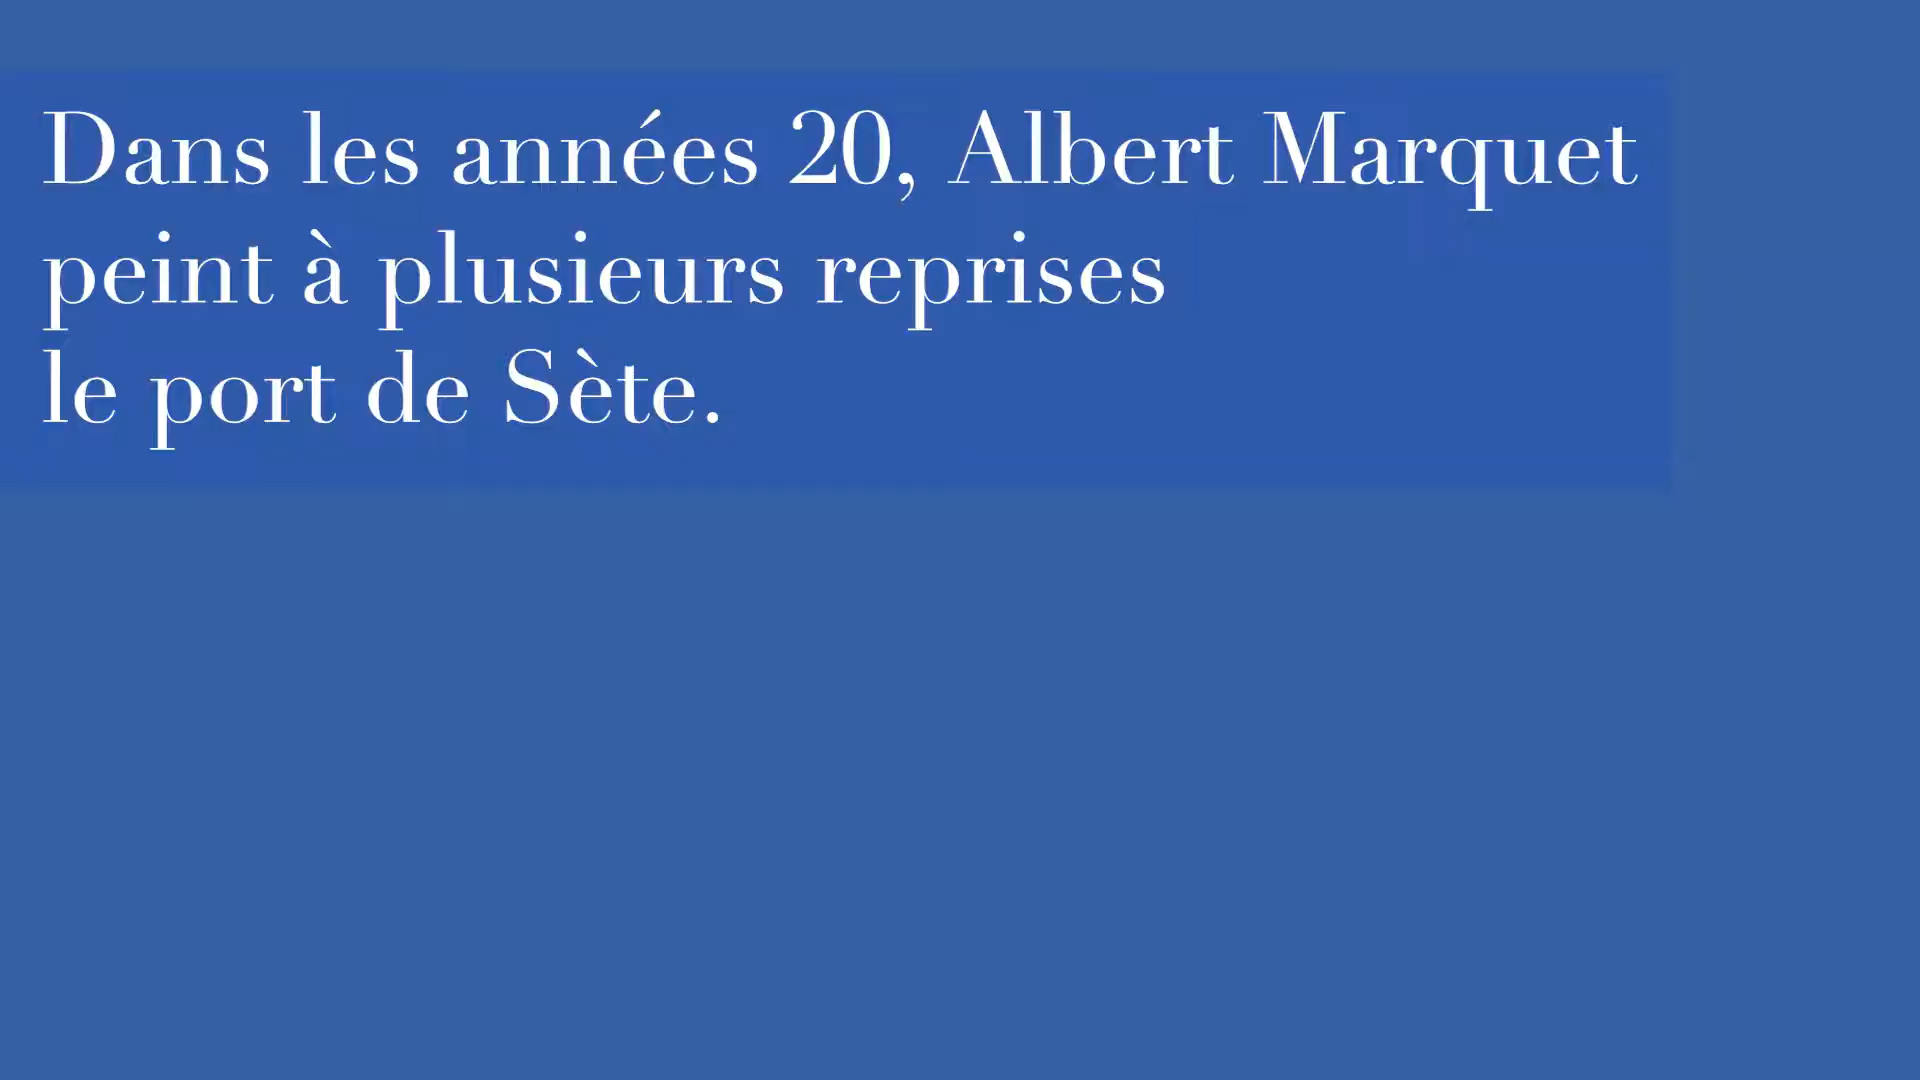 Dans les années 20, Albert Marquet
peint à plusieurs reprises
le port de Sète.